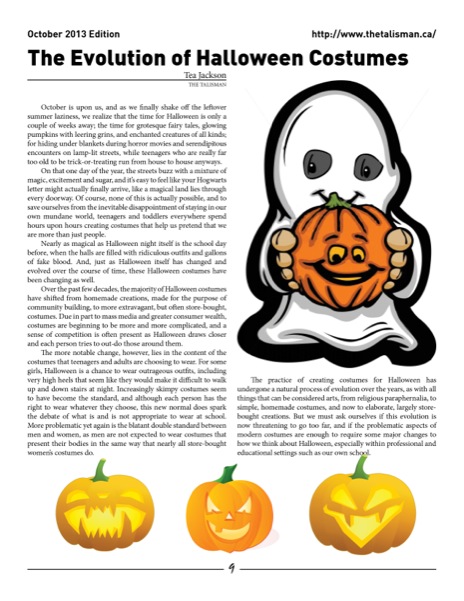 October 2013 Edition
http://www.thetalisman.ca/
The Evolution of Halloween Costumes
Tea Jackson
THE TALISMAN
October is upon us, and as we finally shake off the leftover
summer laziness, we realize that the time for Halloween is only a
couple of weeks away; the time for grotesque fairy tales, glowing
pumpkins with leering grins, and enchanted creatures of all kinds;
for hiding under blankets during horror movies and serendipitous
encounters on lamp-lit streets, while teenagers who are really far
too old to be trick-or-treating run from house to house anyways.
On that one day of the year, the streets buzz with a mixture of
magic, excitement and sugar, and it's easy to feel like your Hogwarts
letter might actually finally arrive, like a magical land lies through
every doorway. Of course, none of this is actually possible, and to
save ourselves from the inevitable disappointment of staying in our
own mundane world, teenagers and toddlers everywhere spend
hours upon hours creating costumes that help us pretend that we
are more than just people.
Nearly as magical as Halloween night itself is the school day
before, when the halls are filled with ridiculous outfits and gallons
of fake blood. And, just as Halloween itself has changed and
evolved over the course of time, these Halloween costumes have
been changing as well.
Over the past few decades, the majority of Halloween costumes
have shifted from homemade creations, made for the purpose of
community building, to more extravagant, but often store-bought,
costumes. Due in part to mass media and greater consumer wealth,
costumes are beginning to be more and more complicated, and a
sense of competition is often present as Halloween draws closer
and each person tries to out-do those around them.
The more notable change, however, lies in the content of the
costumes that teenagers and adults are choosing to wear. For some
girls, Halloween is a chance to wear outrageous outfits, including
very high heels that seem like they would make it difficult to walk
up and down stairs at night. Increasingly skimpy costumes seem
to have become the standard, and although each person has the
right to wear whatever they choose, this new normal does spark
the debate of what is and is not appropriate to wear at school.
More problematic yet again is the blatant double standard between
men and women, as men are not expected to wear costumes that
present their bodies in the same way that nearly all store-bought
women's costumes do.
The practice of creating costumes for Halloween has
undergone a natural process of evolution over the years, as with all
things that can be considered arts, from religious paraphernalia, to
simple, homemade costumes, and now to elaborate, largely store-
bought creations. But we must ask ourselves if this evolution is
now threatening to go too far, and if the problematic aspects of
modern costumes are enough to require some major changes to
how we think about Halloween, especially within professional and
educational settings such as our own school.
9